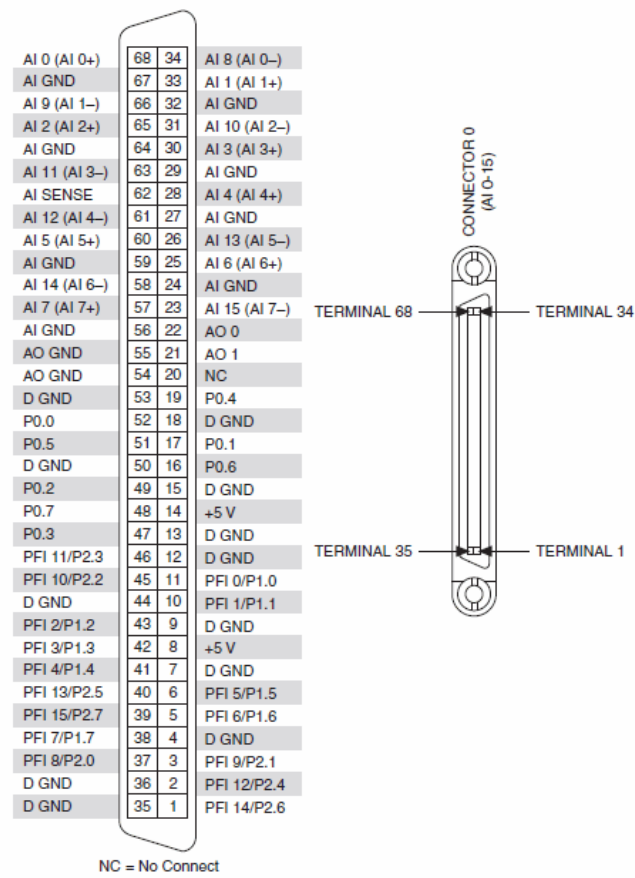 AI 0 (AI 0+) 68 34 AI 8 (AI 0–)
AI GND 67 33 AI 1 (AI 1+)
AI 9 (AI 1–) 66 32 AI GND
AI 2 (AI 2+) 65 31 AI 10 (AI 2–)
AI GND 64 30 AI 3 (AI 3+)
AI 11 (AI 3–) 63 29 AI GND
AI SENSE 62 28 AI 4 (AI 4+)
AI 12 (AI 4–) 61 27 AI GND
AI 5 (AI 5+) 60 26 AI 13 (AI 5–)
AI GND 59 25 AI 6 (AI 6+)
AI 14 (AI 6–) 58 24 AI GND
AI 7 (AI 7+) 57 23 AI 15 (AI 7–)
AI GND 56 22 AO 0
AO GND 55 21 AO 1
AO GND 54 20 NC
D GND 53 19 P0.4
P0.0 52 18 D GND
P0.5 51 17 P0.1
D GND 50 16 P0.6
P0.2 49 15 D GND
P0.7 48 14 +5 V
P0.3 47 13 D GND
PFI 11/P2.3 46 12 D GND
PFI 10/P2.2 45 11 PFI 0/P1.0
D GND 44 10 PFI 1/P1.1
PFI 2/P1.2 43 9 D GND
PFI 3/P1.3 42 8 +5 V
PFI 4/P1.4 41 7 D GND
PFI 13/P2.5 40 6 PFI 5/P1.5
PFI 15/P2.7 39 5 PFI 6/P1.6
PFI 7/P1.7 38 4 D GND
PFI 8/P2.0 37 3 PFI 9/P2.1
D GND 36 2 PFI 12/P2.4
D GND 35 1 PFI 14/P2.6
NC = No Connect
CONNECTOR 0
(AI 0-15)
TERMINAL 68 TERMINAL 34
TERMINAL 35 TERMINAL 1